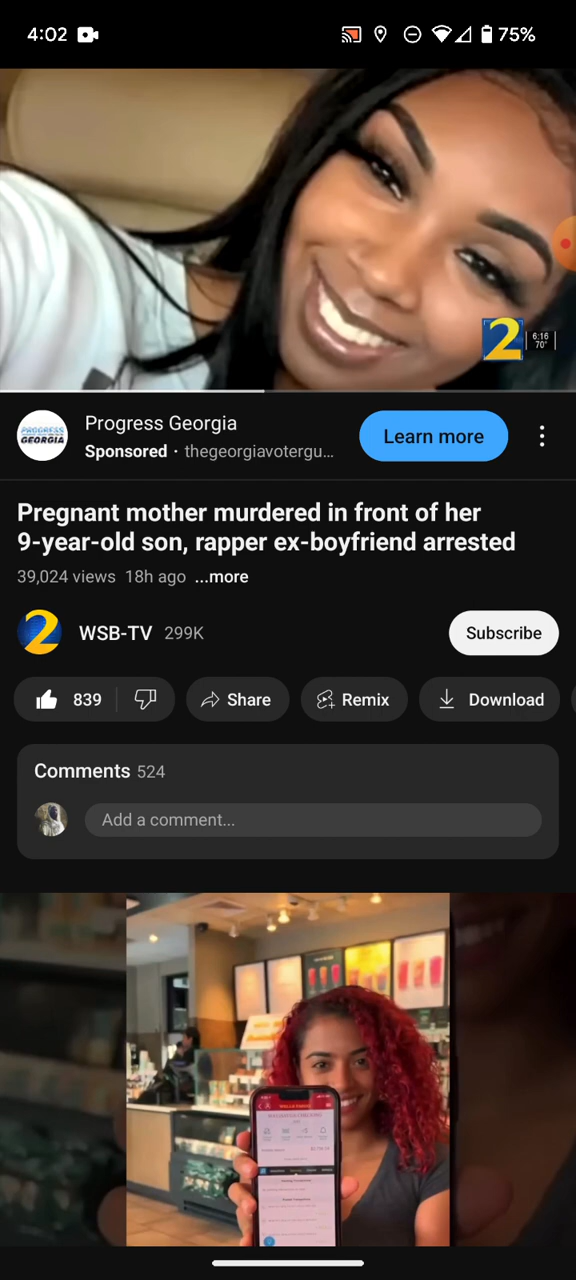 4:02
75%
2
6:16
70°
PROGRESS
GEORGIA
Progress Georgia
Sponsored · thegeorgiavotergu...
Learn more
Pregnant mother murdered in front of her
9-year-old son, rapper ex-boyfriend arrested
39,024 views 18h ago ...more
2
WSB-TV 299K
Subscribe
839
Share
Remix
Download
Comments 524
Add a comment...
WELLS FARGO